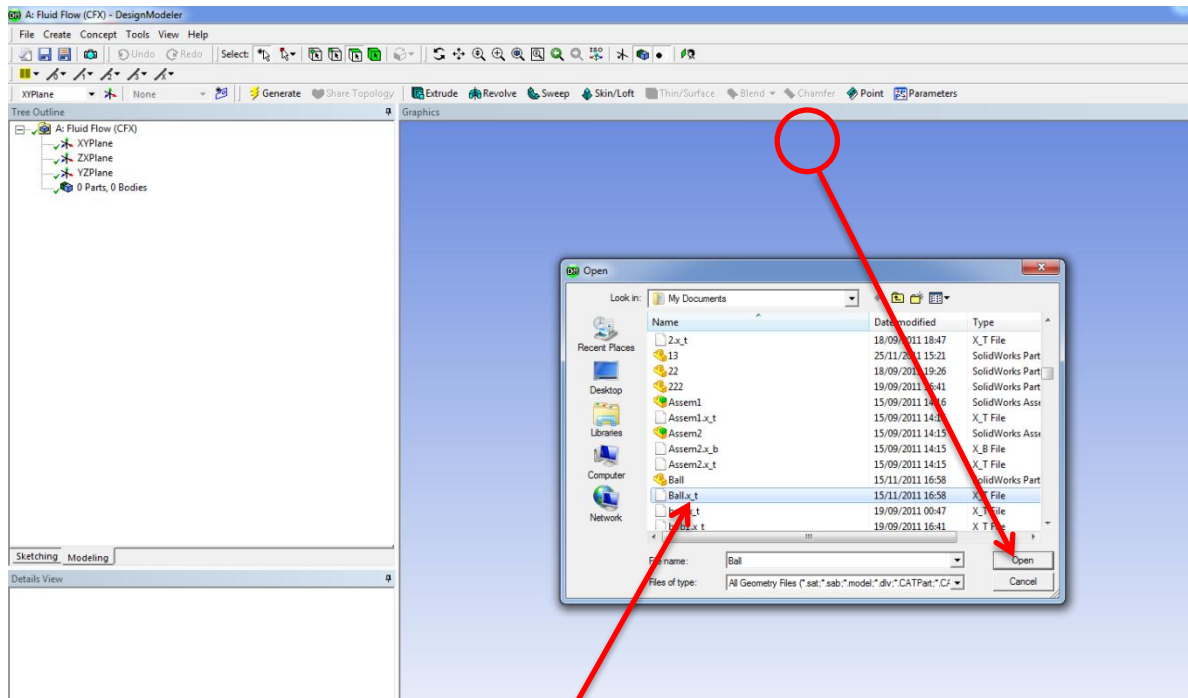 A: Fluid Flow (CFX) - DesignModeler
File Create Concept Tools View Help
Undo Redo Select: ISO
XYPlane None Generate Share Topology Extrude Revolve Sweep Skin/Loft Thin/Surface Blend Chamfer Point Parameters
Tree Outline Graphics
A: Fluid Flow (CFX)
XYPlane
ZXPlane
YZPlane
0 Parts, 0 Bodies
Open
Look in: My Documents
Name Date modified Type
2.x_t 18/09/2011 18:47 X_T File
13 25/11/2011 15:21 SolidWorks Part
22 18/09/2011 19:26 SolidWorks Part
222 19/09/2011 16:41 SolidWorks Part
Assem1 15/09/2011 14:16 SolidWorks Asse
Assem1.x_t 15/09/2011 X_T File
Assem2 15/09/2011 14:15 SolidWorks Asse
Assem2.x_b 15/09/2011 14:15 X_B File
Assem2.x_t 15/09/2011 14:15 X_T File
Ball 15/11/2011 16:58 SolidWorks Part
Ball.x_t 15/11/2011 16:58 X_T File
19/09/2011 00:47 X_T File
19/09/2011 16:41 X_T File
Recent Places
Desktop
Libraries
Computer
Network
File name: Ball Open
Files of type: All Geometry Files (*.sat;*.sab;*.model;*.dlv;*.CATPart;*.CA Cancel
Sketching Modeling
Details View